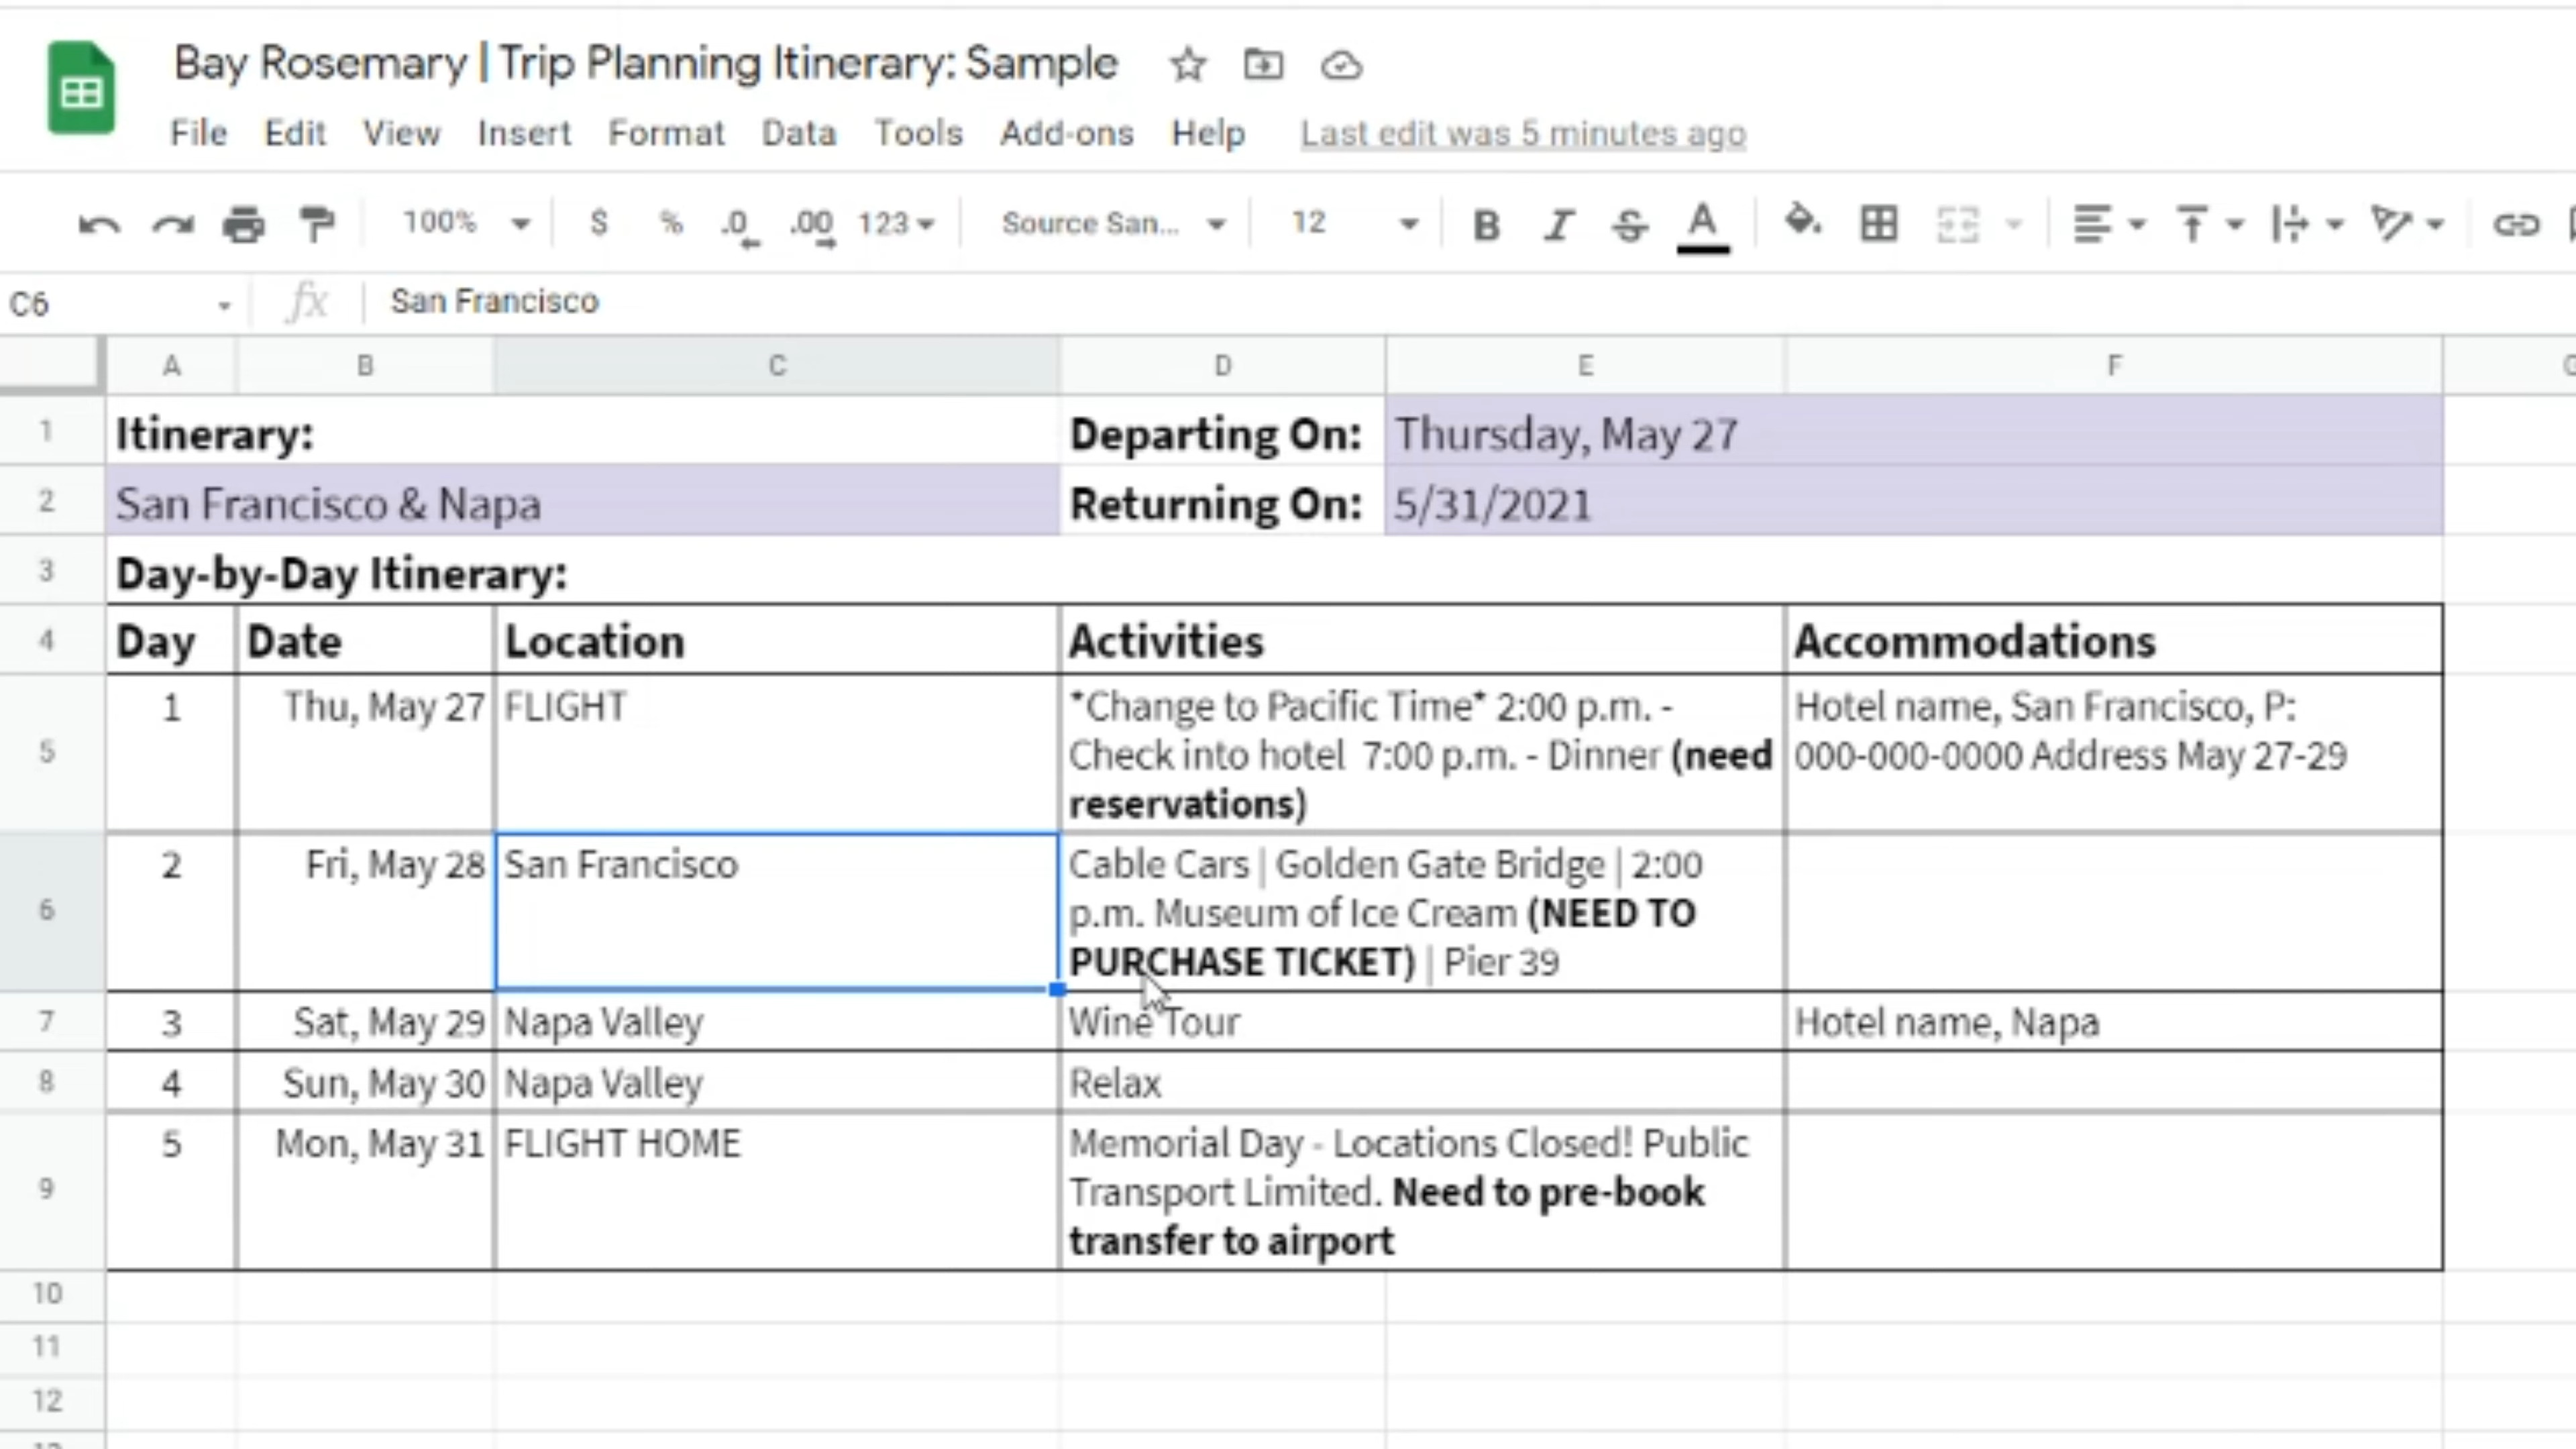 Bay Rosemary | Trip Planning Itinerary: Sample
File Edit View Insert Format Data Tools Add-ons Help Last edit was 5 minutes ago
100% $ % .0 .00 123 Source San... 12 B I S A
C6 fx San Francisco
A B C D E F
1 Itinerary: Departing On: Thursday, May 27
2 San Francisco & Napa Returning On: 5/31/2021
3 Day-by-Day Itinerary:
4 Day Date Location Activities Accommodations
5 1 Thu, May 27 FLIGHT *Change to Pacific Time* 2:00 p.m. - Hotel name, San Francisco, P:
Check into hotel 7:00 p.m. - Dinner (need 000-000-0000 Address May 27-29
reservations)
6 2 Fri, May 28 San Francisco Cable Cars | Golden Gate Bridge | 2:00
p.m. Museum of Ice Cream (NEED TO
PURCHASE TICKET) | Pier 39
7 3 Sat, May 29 Napa Valley Wine Tour Hotel name, Napa
8 4 Sun, May 30 Napa Valley Relax
9 5 Mon, May 31 FLIGHT HOME Memorial Day - Locations Closed! Public
Transport Limited. Need to pre-book
transfer to airport
10
11
12